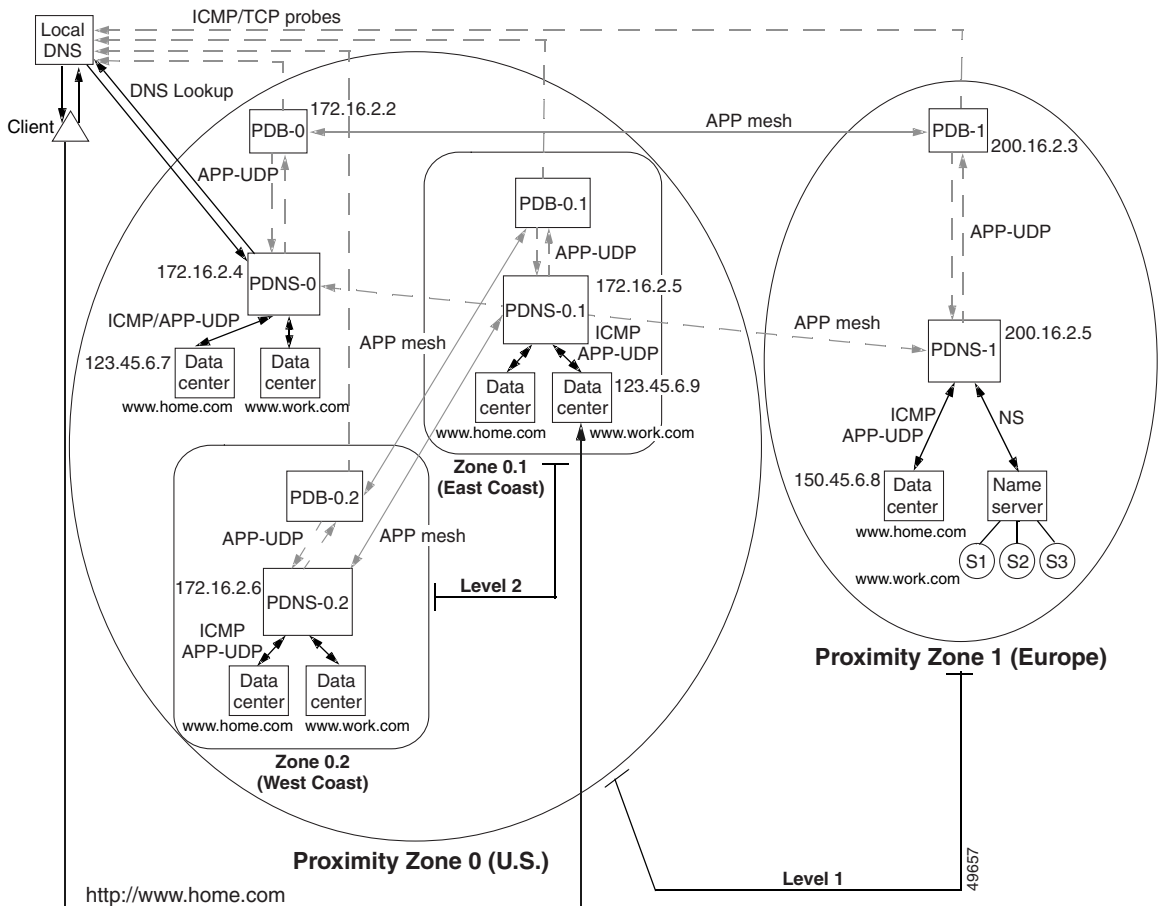 ICMP/TCP probes
Local
DNS
DNS Lookup
Client
172.16.2.2
PDB-0
APP mesh
PDB-1
200.16.2.3
APP-UDP
PDB-0.1
APP-UDP
APP-UDP
172.16.2.4
PDNS-0
172.16.2.5
PDNS-0.1
APP mesh
200.16.2.5
PDNS-1
ICMP/APP-UDP
123.45.6.7
Data
center
Data
center
www.home.com
www.work.com
APP mesh
ICMP
APP-UDP
Data
center
Data
center
123.45.6.9
www.home.com
www.work.com
Zone 0.1
(East Coast)
ICMP
APP-UDP
NS
150.45.6.8
Data
center
Name
server
www.home.com
S1
S2
S3
www.work.com
PDB-0.2
APP-UDP
APP mesh
172.16.2.6
PDNS-0.2
Level 2
ICMP
APP-UDP
Data
center
Data
center
www.home.com
www.work.com
Zone 0.2
(West Coast)
Proximity Zone 1 (Europe)
Proximity Zone 0 (U.S.)
Level 1
49657
http://www.home.com